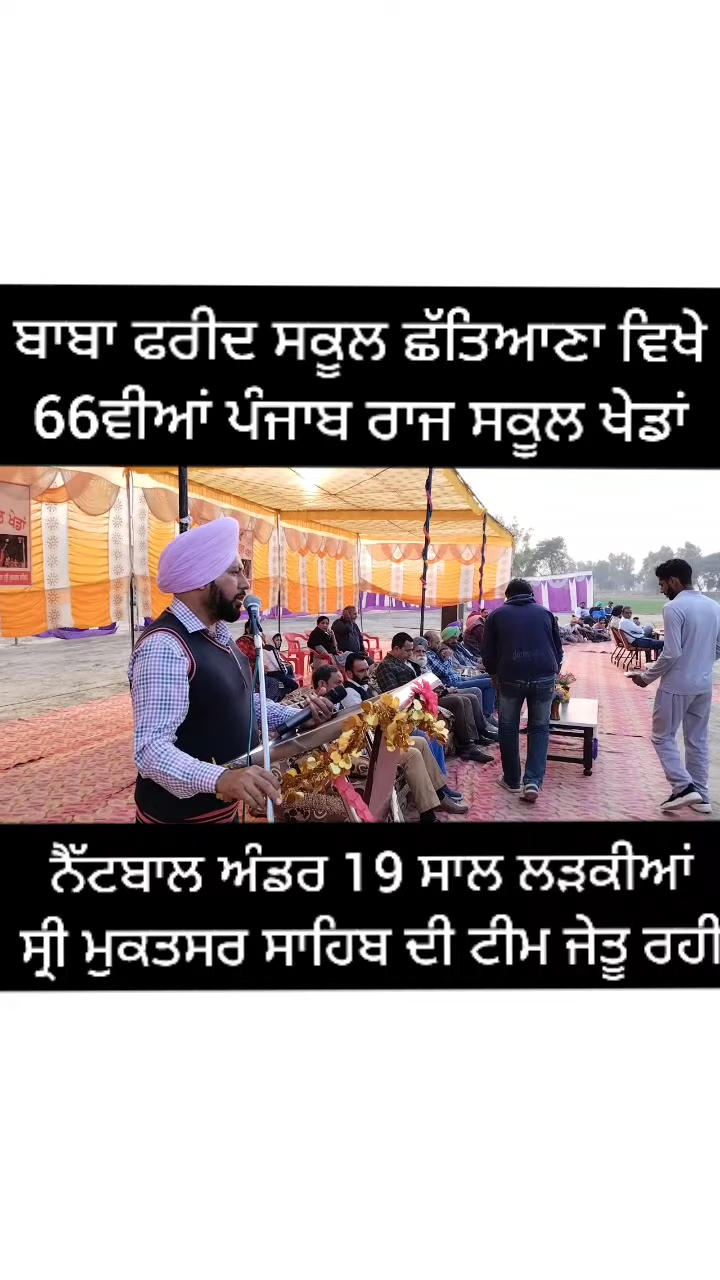 ਬਾਬਾ ਫਰੀਦ ਸਕੂਲ ਛੱਤਿਆਣਾ ਵਿਖੇ
66ਵੀਆਂ ਪੰਜਾਬ ਰਾਜ ਸਕੂਲ ਖੇਡਾਂ
ਖੇਡਾਂ
ਨੈੱਟਬਾਲ ਅੰਡਰ 19 ਸਾਲ ਲੜਕੀਆਂ
ਸ੍ਰੀ ਮੁਕਤਸਰ ਸਾਹਿਬ ਦੀ ਟੀਮ ਜੇਤੂ ਰਹੀ